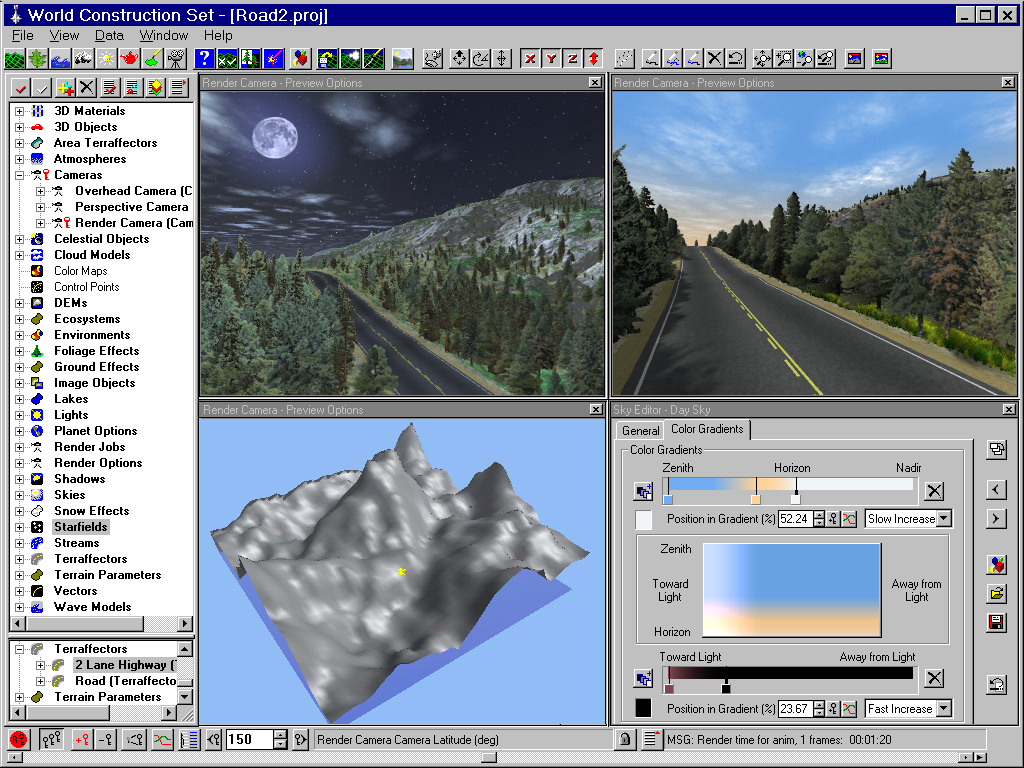 World Construction Set - [Road2.proj]
File View Data Window Help
? X Y Z
Render Camera - Preview Options
Render Camera - Preview Options
3D Materials
3D Objects
Area Terraffectors
Atmospheres
Cameras
Overhead Camera (C
Perspective Camera
Render Camera (Cam
Celestial Objects
Cloud Models
Color Maps
Control Points
DEMs
Ecosystems
Environments
Foliage Effects
Ground Effects
Image Objects
Lakes
Lights
Planet Options
Render Jobs
Render Options
Shadows
Skies
Snow Effects
Starfields
Streams
Terraffectors
Terrain Parameters
Vectors
Wave Models
Terraffectors
2 Lane Highway (
Road (Terraffecto
Terrain Parameters
Render Camera - Preview Options
Sky Editor - Day Sky
General Color Gradients
Color Gradients
Zenith Horizon Nadir
Position in Gradient (%) 52.24 Slow Increase
Zenith
Toward Light
Away from Light
Horizon
Toward Light Away from Light
Position in Gradient (%) 23.67 Fast Increase
150 Render Camera Camera Latitude (deg) MSG: Render time for anim, 1 frames: 00:01:20